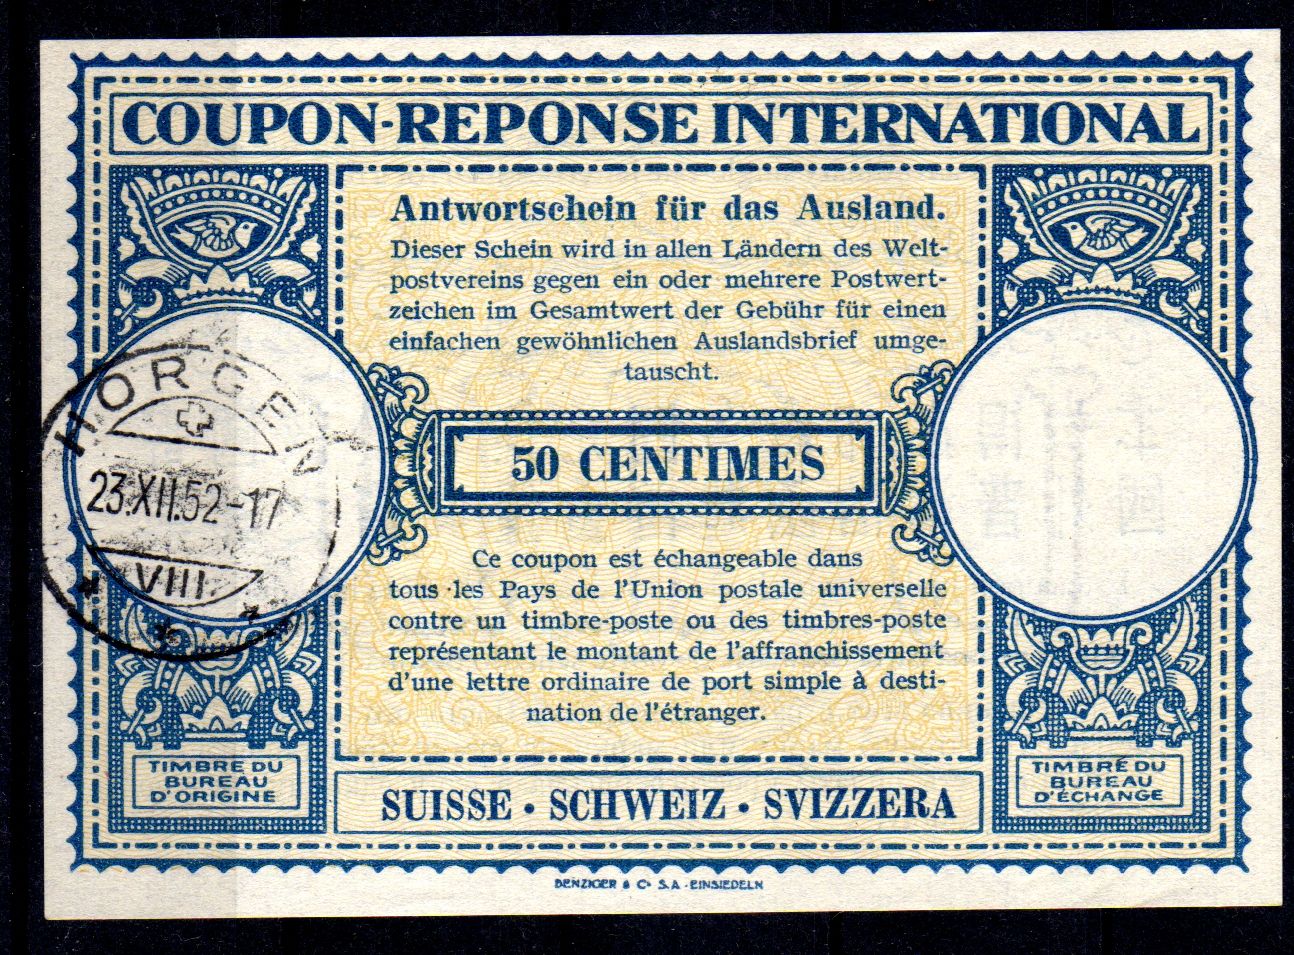 COUPON-REPONSE INTERNATIONAL
Antwortschein für das Ausland.
Dieser Schein wird in allen Ländern des Welt-
postvereins gegen ein oder mehrere Postwert-
zeichen im Gesamtwert der Gebühr für einen
einfachen gewöhnlichen Auslandsbrief umge-
tauscht.
HORGEN
23.XII.52-17
VIII
50 CENTIMES
Ce coupon est échangeable dans
tous les Pays de l'Union postale universelle
contre un timbre-poste ou des timbres-poste
représentant le montant de l'affranchissement
d'une lettre ordinaire de port simple à desti-
nation de l'étranger.
TIMBRE DU
BUREAU
D'ORIGINE
SUISSE • SCHWEIZ • SVIZZERA
TIMBRE DU
BUREAU
D'ÉCHANGE
BENZIGER & Co S.A - EINSIEDELN